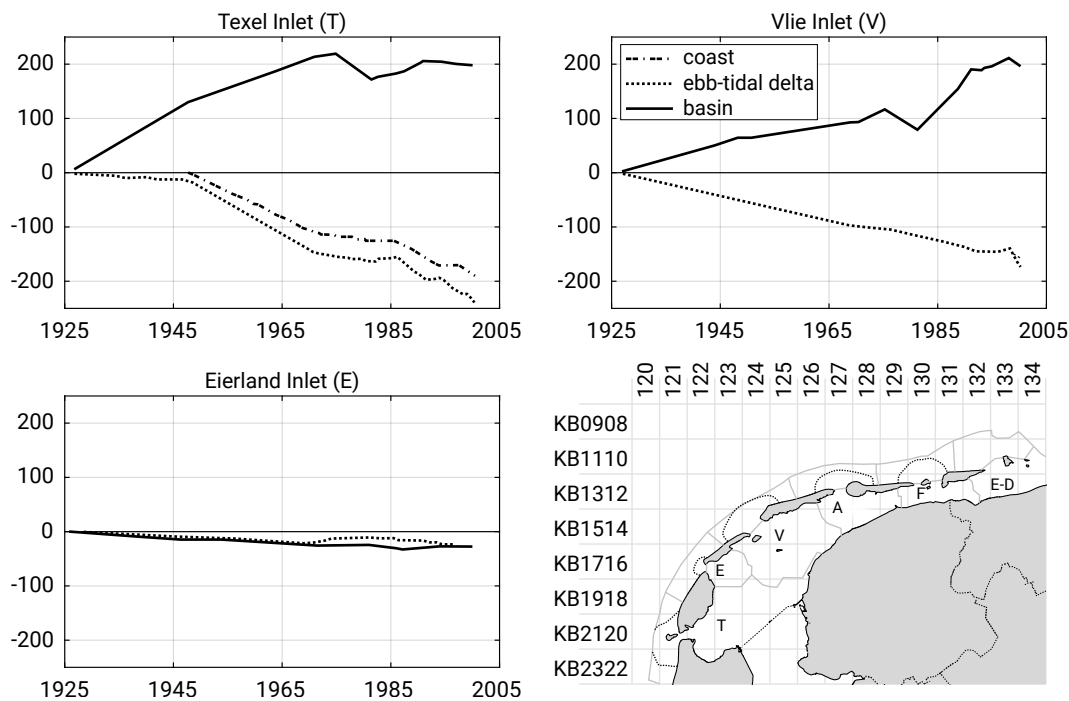 Texel Inlet (T)
200
100
0
-100
-200
1925 1945 1965 1985 2005
Vlie Inlet (V)
coast
ebb-tidal delta
basin
200
100
0
-100
-200
1925 1945 1965 1985 2005
Eierland Inlet (E)
200
100
0
-100
-200
1925 1945 1965 1985 2005
120 121 122 123 124 125 126 127 128 129 130 131 132 133 134
KB0908
KB1110
KB1312
KB1514
KB1716
KB1918
KB2120
KB2322
E-D
F
A
V
E
T